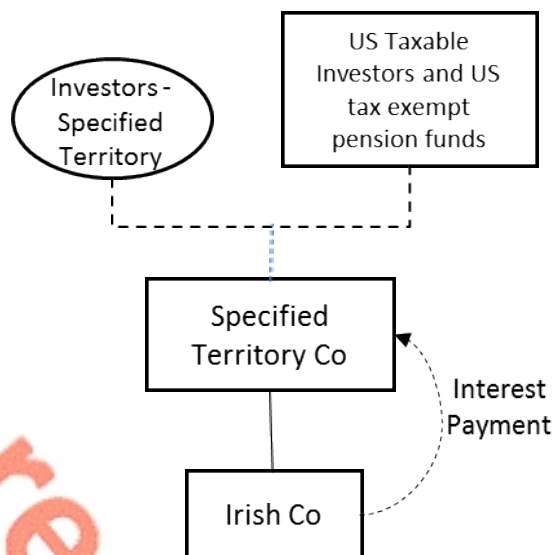 US Taxable
Investors and US
tax exempt
pension funds
Investors -
Specified
Territory
Specified
Territory Co
Interest
Payment
Irish Co
re